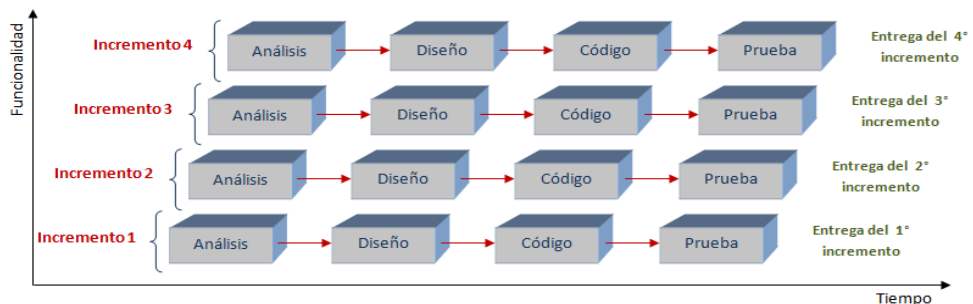 Funcionalidad
Incremento 4
Análisis
Diseño
Código
Prueba
Entrega del 4°
incremento
Incremento 3
Análisis
Diseño
Código
Prueba
Entrega del 3°
incremento
Incremento 2
Análisis
Diseño
Código
Prueba
Entrega del 2°
incremento
Incremento 1
Análisis
Diseño
Código
Prueba
Entrega del 1°
incremento
Tiempo